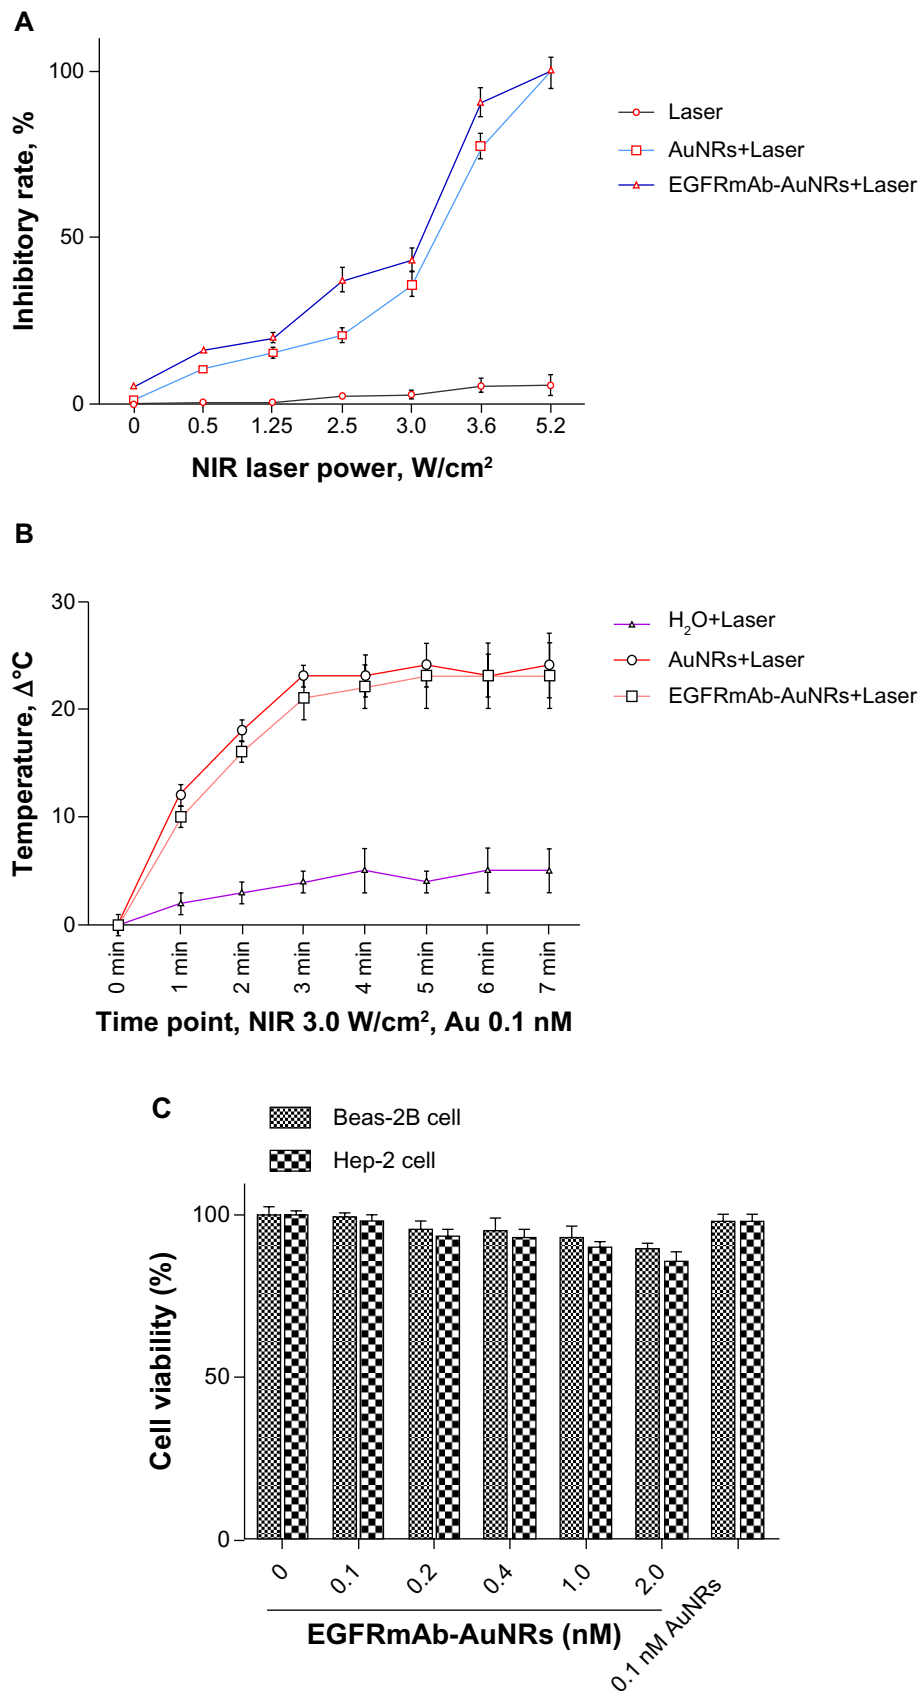 A
Inhibitory rate, %
100
50
0
0 0.5 1.25 2.5 3.0 3.6 5.2
NIR laser power, W/cm²
Laser
AuNRs+Laser
EGFRmAb-AuNRs+Laser
B
Temperature, Δ°C
30
20
10
0
0 min 1 min 2 min 3 min 4 min 5 min 6 min 7 min
Time point, NIR 3.0 W/cm², Au 0.1 nM
H₂O+Laser
AuNRs+Laser
EGFRmAb-AuNRs+Laser
C
Beas-2B cell
Hep-2 cell
Cell viability (%)
100
50
0
0 0.1 0.2 0.4 1.0 2.0 0.1 nM AuNRs
EGFRmAb-AuNRs (nM)